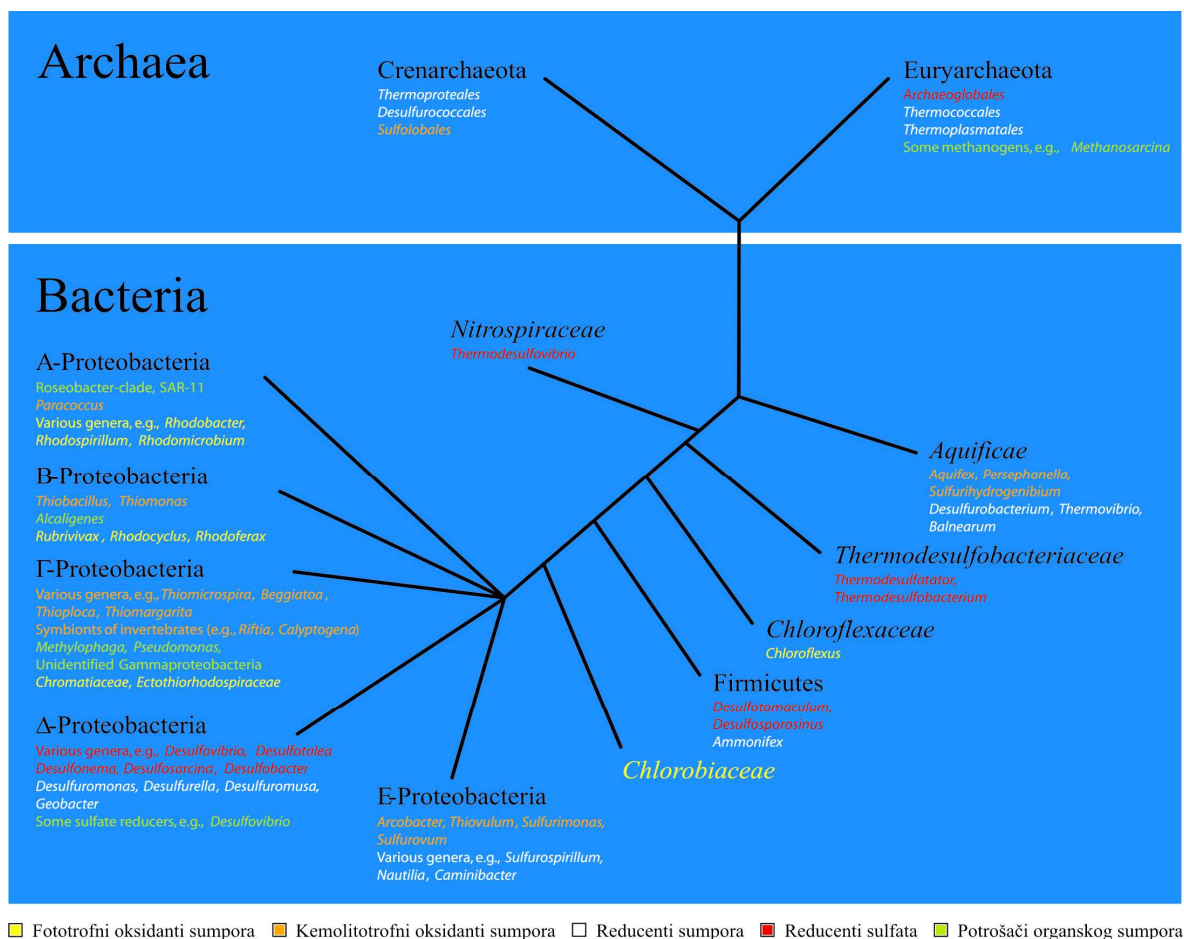 Archaea
Crenarchaeota
Thermoproteales
Desulfurococcales
Sulfolobales
Euryarchaeota
Archaeoglobales
Thermococcales
Thermoplasmatales
Some methanogens, e.g., Methanosarcina
Bacteria
Nitrospiraceae
Thermodesulfovibrio
A-Proteobacteria
Roseobacter-clade, SAR-11
Paracoccus
Various genera, e.g., Rhodobacter,
Rhodospirillum, Rhodomicrobium
B-Proteobacteria
Thiobacillus, Thiomonas
Alcaligenes
Rubrivivax, Rhodocyclus, Rhodoferax
Γ-Proteobacteria
Various genera, e.g., Thiomicrospira, Beggiatoa,
Thioploca, Thiomargarita
Symbionts of invertebrates (e.g., Riftia, Calyptogena)
Methylophaga, Pseudomonas,
Unidentified Gammaproteobacteria
Chromatiaceae, Ectothiorhodospiraceae
Δ-Proteobacteria
Various genera, e.g., Desulfovibrio, Desulfotalea
Desulfonema, Desulfosarcina, Desulfobacter
Desulfuromonas, Desulfurella, Desulfuromusa,
Geobacter
Some sulfate reducers, e.g., Desulfovibrio
E-Proteobacteria
Arcobacter, Thiovulum, Sulfurimonas,
Sulfurovum
Various genera, e.g., Sulfurospirillum,
Nautilia, Caminibacter
Aquificae
Aquifex, Persephonella,
Sulfurihydrogenibium
Desulfurobacterium, Thermovibrio,
Balnearum
Thermodesulfobacteriaceae
Thermodesulfatator,
Thermodesulfobacterium
Chloroflexaceae
Chloroflexus
Firmicutes
Desulfotomaculum,
Desulfosporosinus
Ammonifex
Chlorobiaceae
Fototrofni oksidanti sumpora Kemolitotrofni oksidanti sumpora Reducenti sumpora Reducenti sulfata Potrošači organskog sumpora